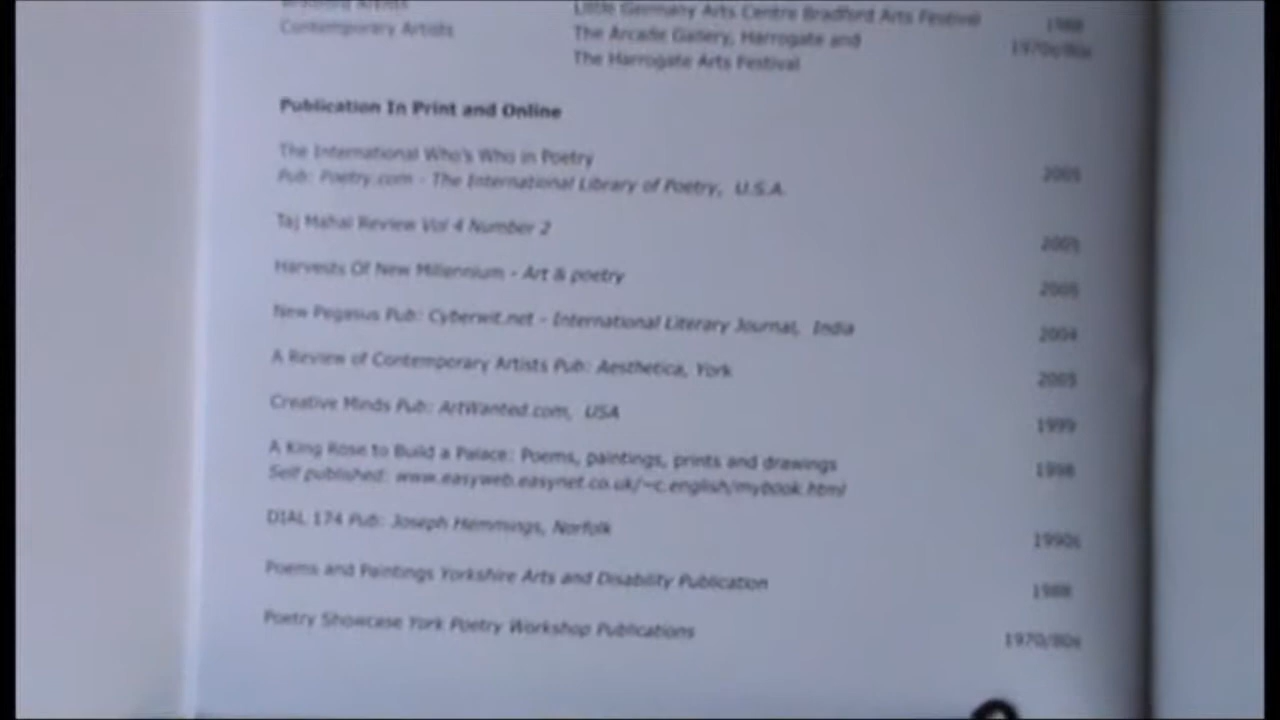 Little Germany Arts Centre Bradford Arts Festival 1988
Contemporary Artists The Arcade Gallery, Harrogate and 1970s/80s
The Harrogate Arts Festival
Publication In Print and Online
The International Who's Who in Poetry
Pub: Poetry.com - The International Library of Poetry, U.S.A. 2005
Taj Mahal Review Vol 4 Number 2 2005
Harvests Of New Millennium - Art & poetry 2005
New Pegasus Pub: Cyberwit.net - International Literary Journal, India 2004
A Review of Contemporary Artists Pub: Aesthetica, York 2005
Creative Minds Pub: ArtWanted.com, USA 1999
A King Rose to Build a Palace: Poems, paintings, prints and drawings
Self published: www.easyweb.easynet.co.uk/~c.english/mybook.html
DIAL 174 Pub: Joseph Hemmings, Norfolk 1990s
Poems and Paintings Yorkshire Arts and Disability Publication 1988
Poetry Showcase York Poetry Workshop Publications 1970/80s